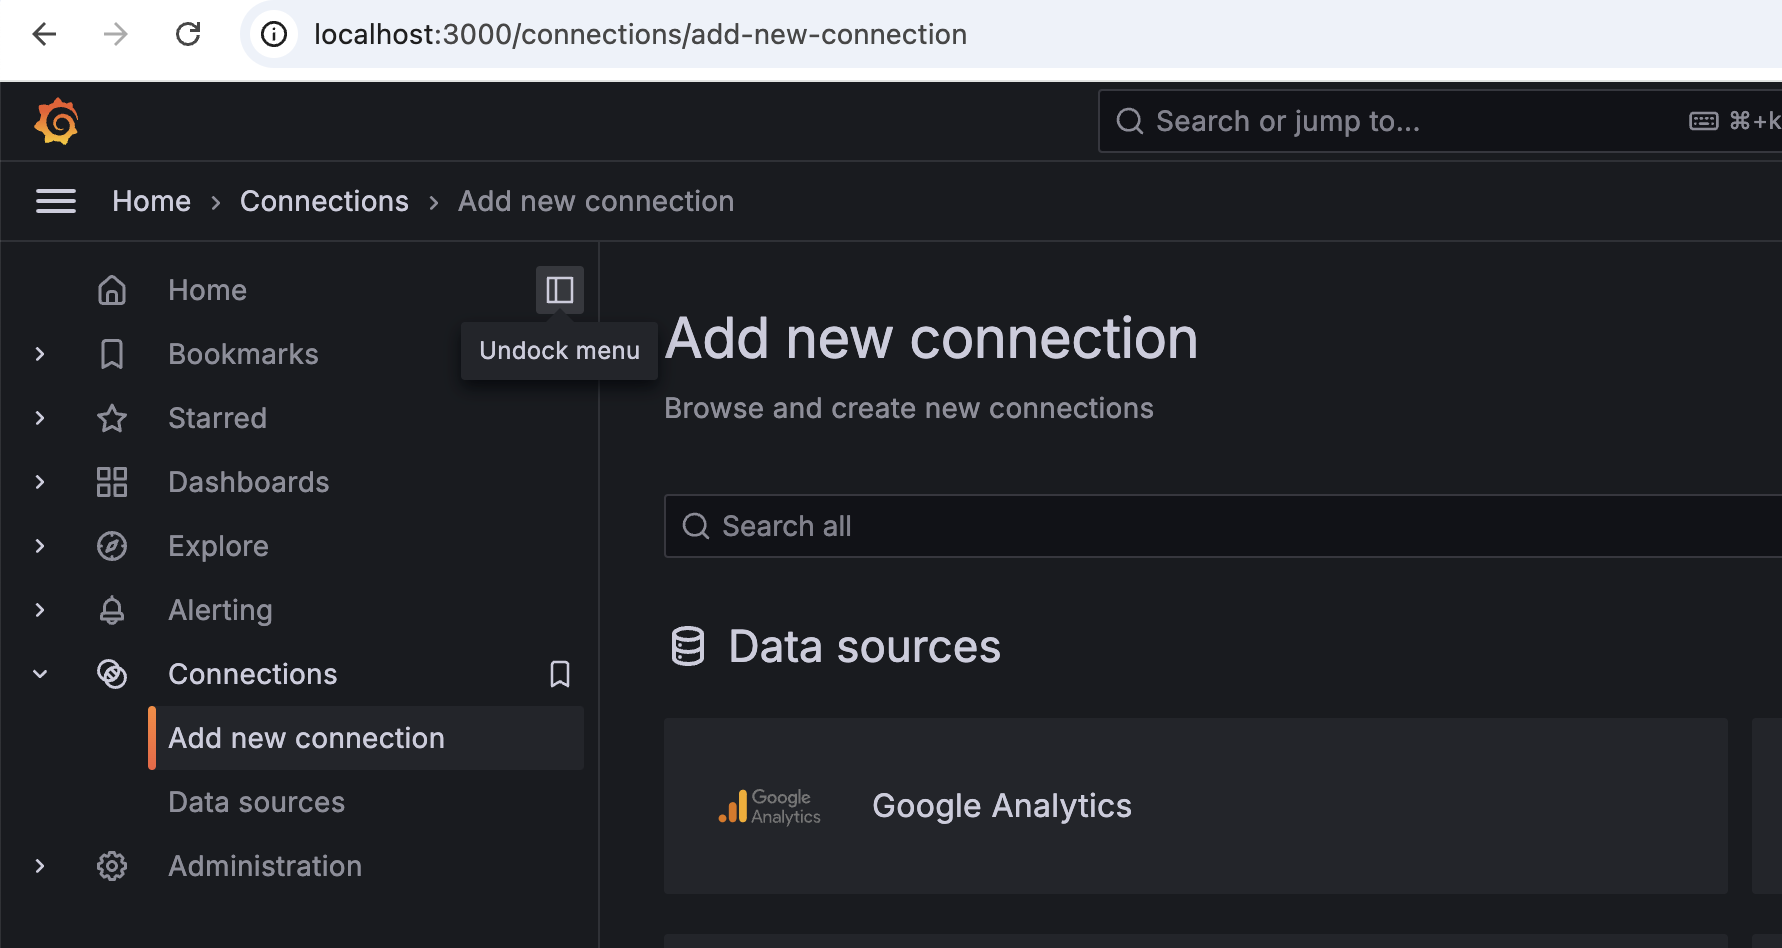 localhost:3000/connections/add-new-connection
Search or jump to...
⌘+k
Home › Connections › Add new connection
Home
Undock menu
Bookmarks
Starred
Dashboards
Explore
Alerting
Connections
Add new connection
Data sources
Administration
Add new connection
Browse and create new connections
Search all
Data sources
Google
Analytics
Google Analytics